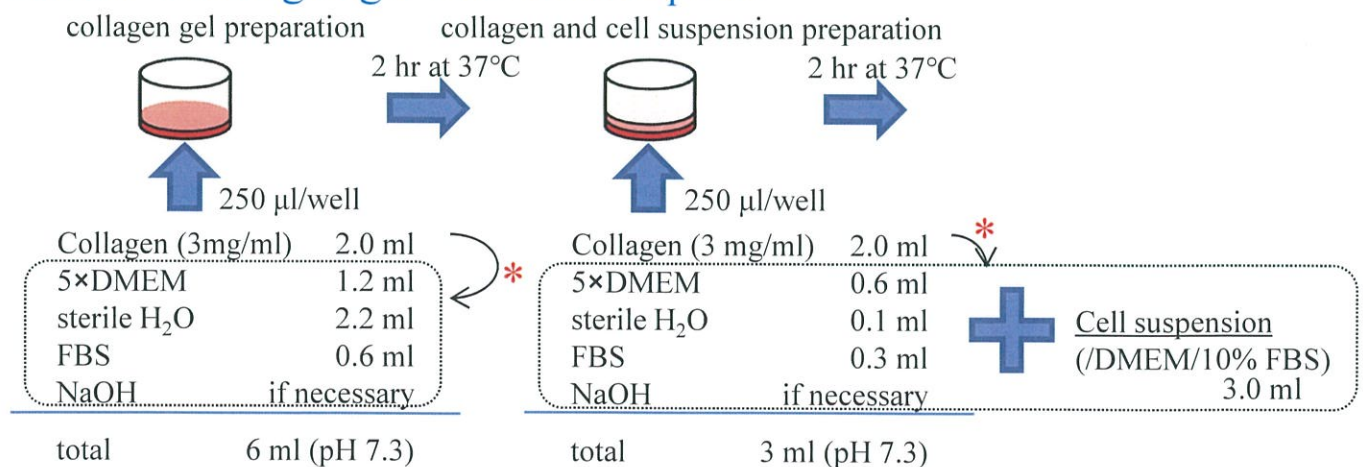 collagen gel preparation
collagen and cell suspension preparation
2 hr at 37°C
2 hr at 37°C
250 μl/well
250 μl/well
Collagen (3mg/ml) 2.0 ml
*
5×DMEM 1.2 ml
sterile H₂O 2.2 ml
FBS 0.6 ml
NaOH if necessary
total 6 ml (pH 7.3)
Collagen (3 mg/ml) 2.0 ml
*
5×DMEM 0.6 ml
sterile H₂O 0.1 ml
FBS 0.3 ml
NaOH if necessary
total 3 ml (pH 7.3)
Cell suspension
(/DMEM/10% FBS)
3.0 ml